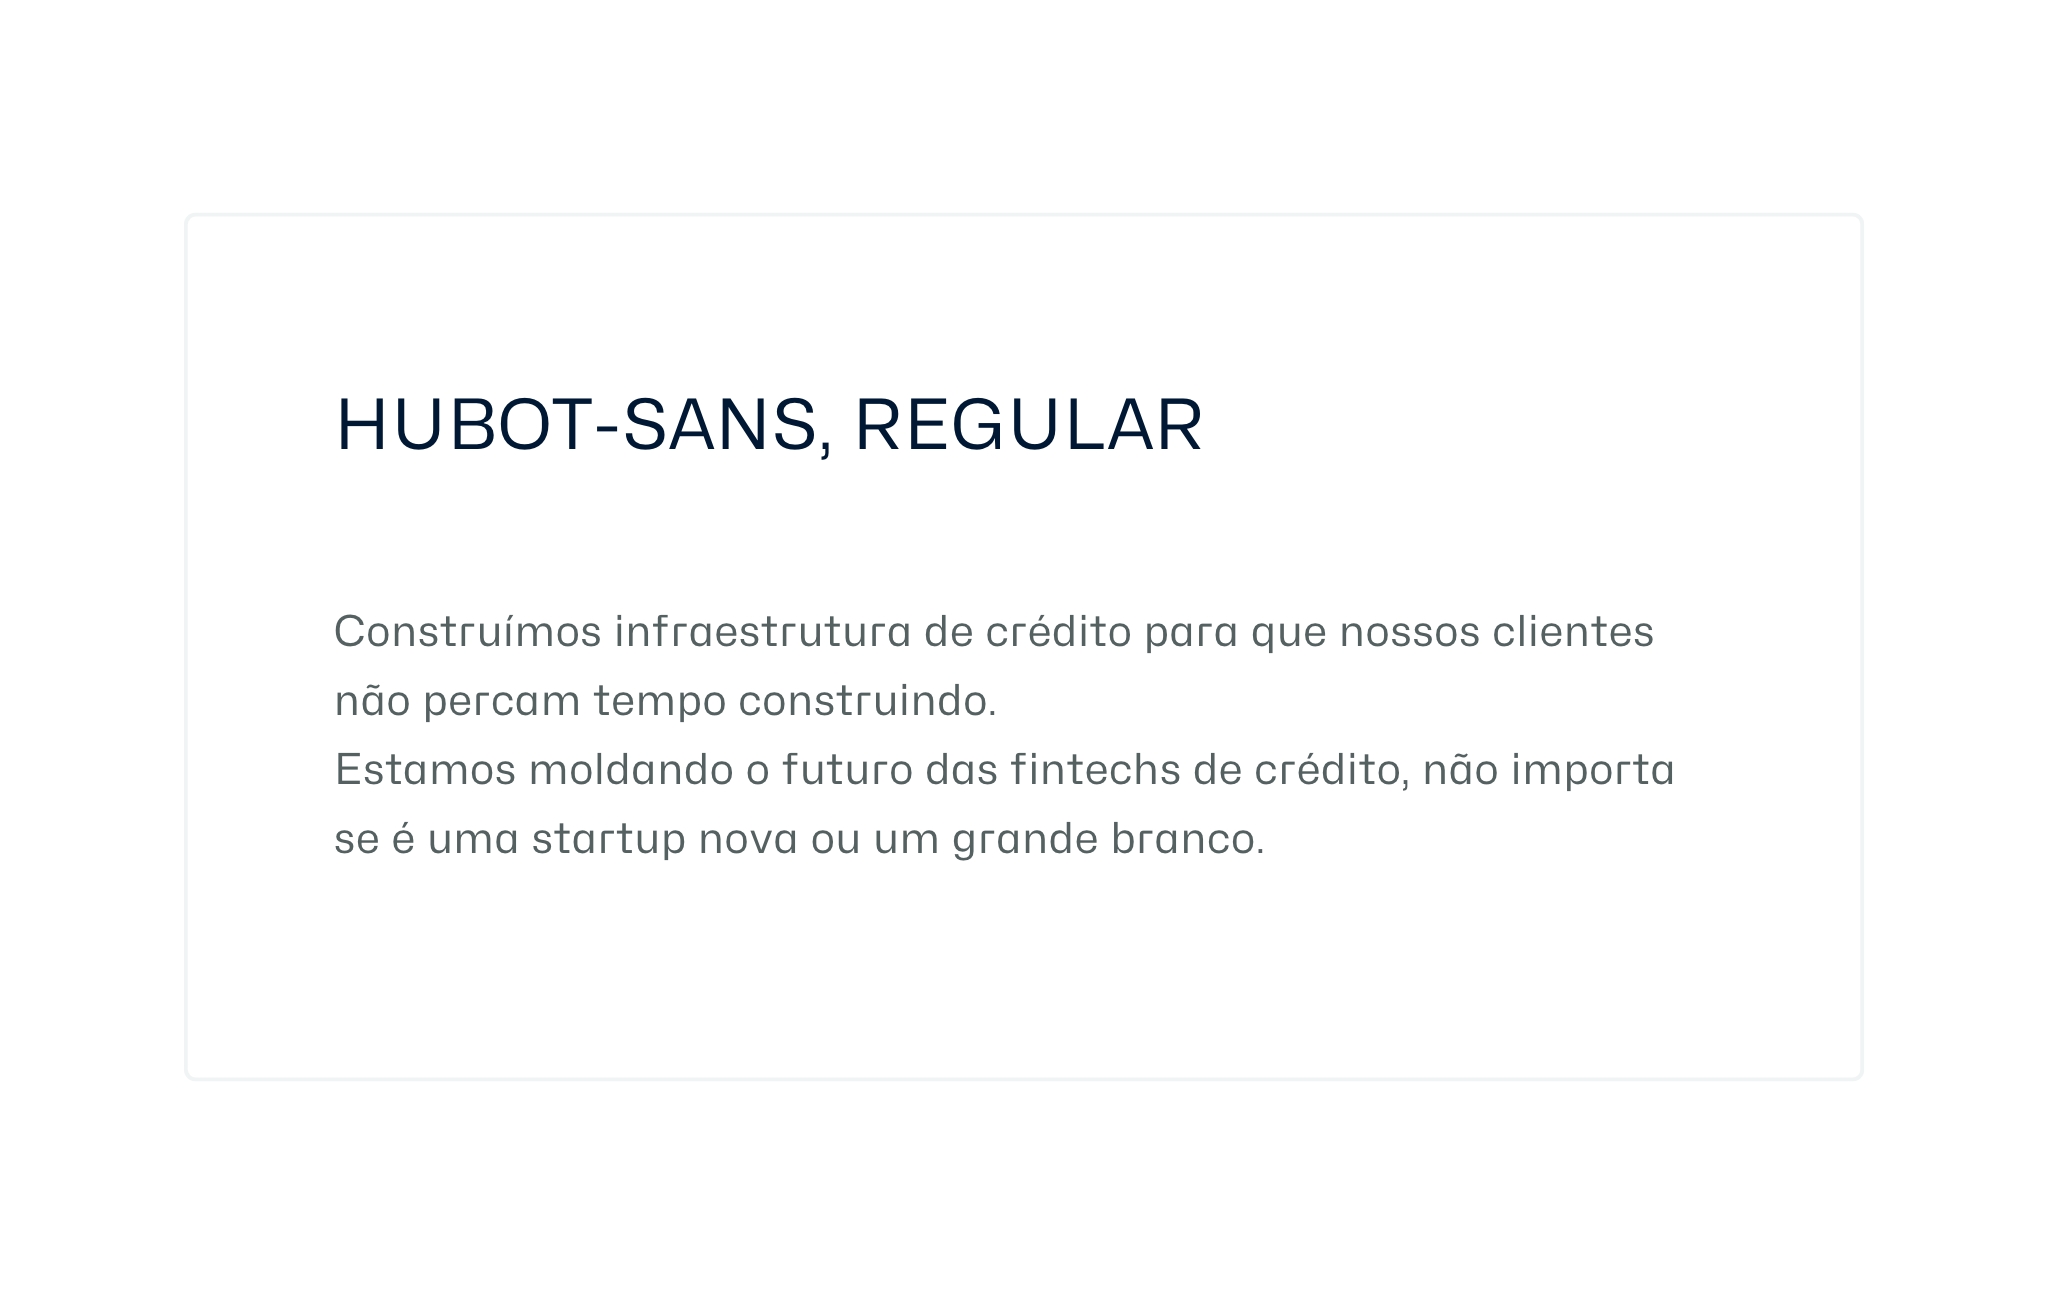 HUBOT-SANS, REGULAR
Construímos infraestrutura de crédito para que nossos clientes
não percam tempo construindo.
Estamos moldando o futuro das fintechs de crédito, não importa
se é uma startup nova ou um grande branco.